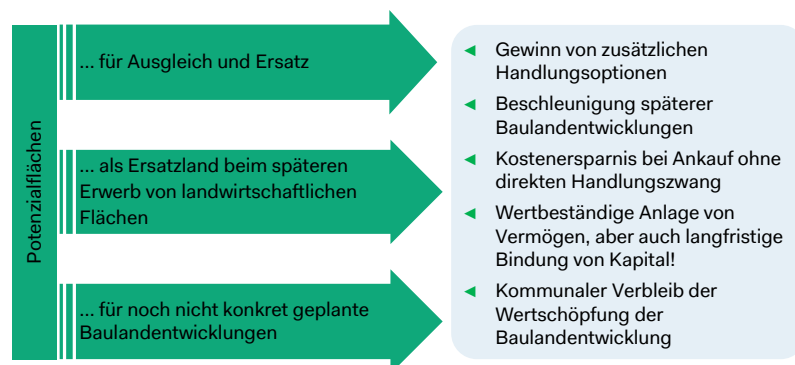 Potenzialflächen
... für Ausgleich und Ersatz
... als Ersatzland beim späteren
Erwerb von landwirtschaftlichen
Flächen
... für noch nicht konkret geplante
Baulandentwicklungen
Gewinn von zusätzlichen
Handlungsoptionen
Beschleunigung späterer
Baulandentwicklungen
Kostenersparnis bei Ankauf ohne
direkten Handlungszwang
Wertbeständige Anlage von
Vermögen, aber auch langfristige
Bindung von Kapital!
Kommunaler Verbleib der
Wertschöpfung der
Baulandentwicklung